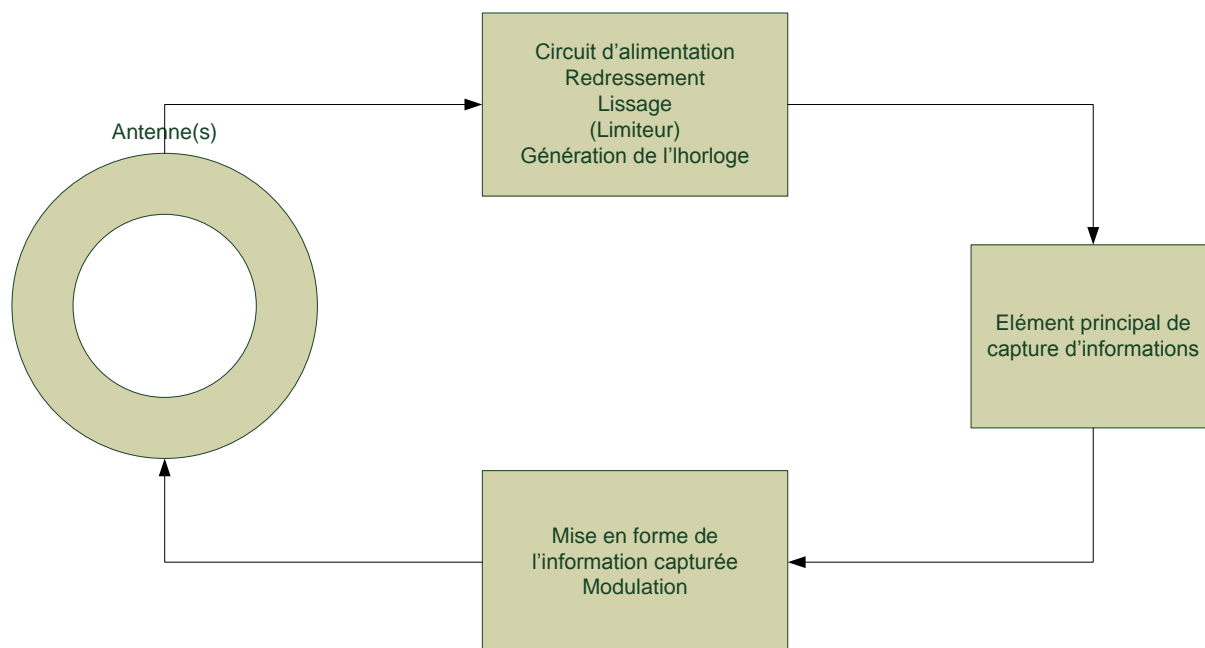 Antenne(s)
Circuit d’alimentation
Redressement
Lissage
(Limiteur)
Génération de l’lhorloge
Elément principal de
capture d’informations
Mise en forme de
l’information capturée
Modulation